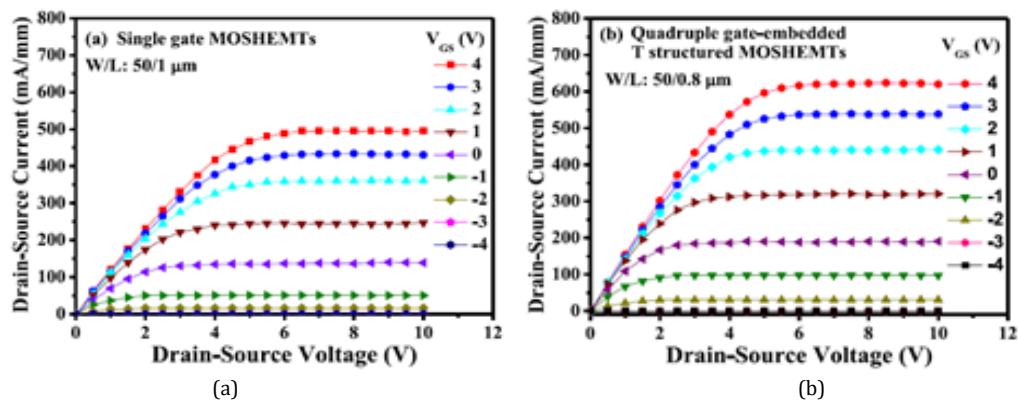 800
700
600
500
400
300
200
100
0
Drain-Source Current (mA/mm)
(a) Single gate MOSHEMTs
W/L: 50/1 μm
V_GS (V)
4
3
2
1
0
-1
-2
-3
-4
0 2 4 6 8 10 12
Drain-Source Voltage (V)
(a)
800
700
600
500
400
300
200
100
0
Drain-Source Current (mA/mm)
(b) Quadruple gate-embedded
T structured MOSHEMTs
W/L: 50/0.8 μm
V_GS (V)
4
3
2
1
0
-1
-2
-3
-4
0 2 4 6 8 10 12
Drain-Source Voltage (V)
(b)